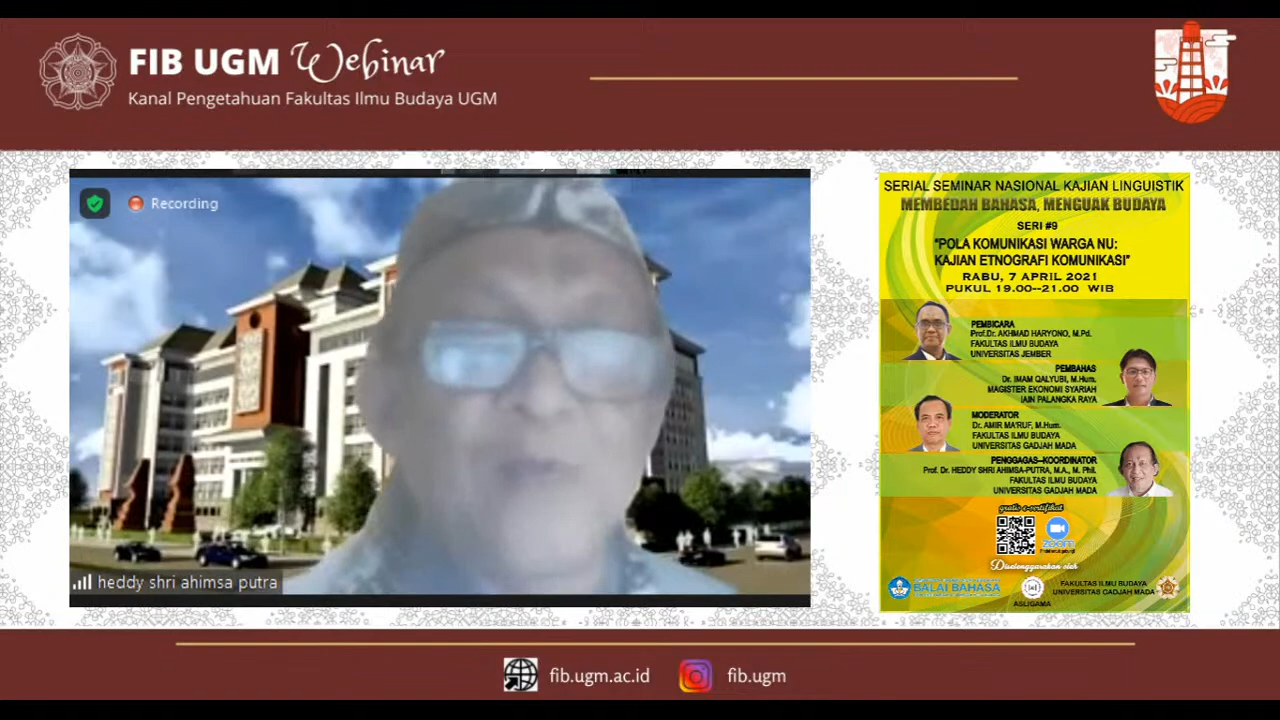 FIB UGM Webinar
Kanal Pengetahuan Fakultas Ilmu Budaya UGM
Recording
heddy shri ahimsa putra
SERIAL SEMINAR NASIONAL KAJIAN LINGUISTIK
MEMBEDAH BAHASA, MENGUAK BUDAYA
SERI #9
"POLA KOMUNIKASI WARGA NU:
KAJIAN ETNOGRAFI KOMUNIKASI"
RABU, 7 APRIL 2021
PUKUL 19.00--21.00 WIB
PEMBICARA
Prof.Dr. AKHMAD HARYONO, M.Pd.
FAKULTAS ILMU BUDAYA
UNIVERSITAS JEMBER
PEMBAHAS
Dr. IMAM QALYUBI, M.Hum.
MAGISTER EKONOMI SYARIAH
IAIN PALANGKA RAYA
MODERATOR
Dr. AMIR MA'RUF, M.Hum.
FAKULTAS ILMU BUDAYA
UNIVERSITAS GADJAH MADA
PENGGAGAS--KOORDINATOR
Prof. Dr. HEDDY SHRI AHIMSA-PUTRA, M.A., M. Phil.
FAKULTAS ILMU BUDAYA
UNIVERSITAS GADJAH MADA
gratis e-sertifikat
zoom
Diselenggarakan oleh
BALAI BAHASA
ASLIGAMA
FAKULTAS ILMU BUDAYA
UNIVERSITAS GADJAH MADA
fib.ugm.ac.id
fib.ugm